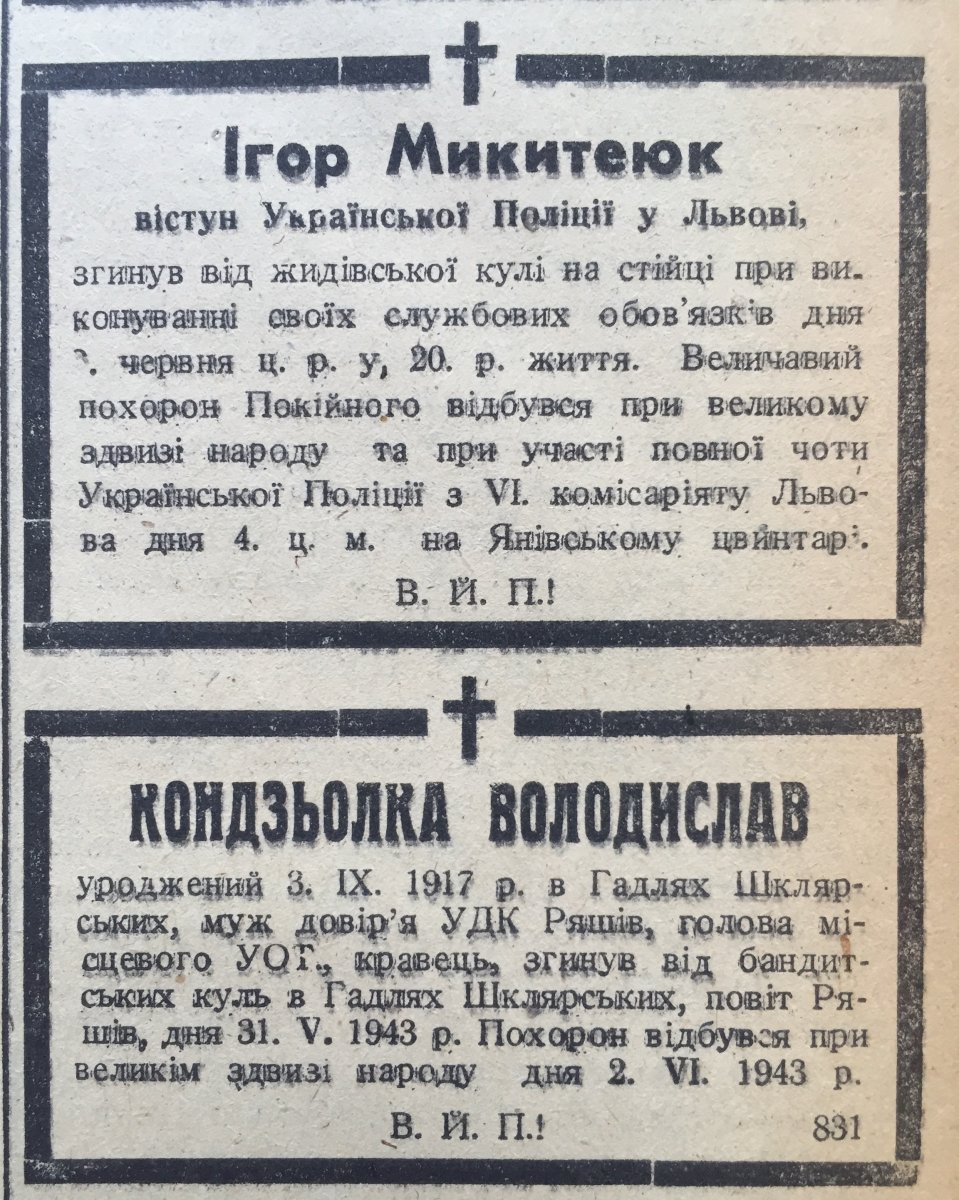 Ігор Микитеюк
вістун Української Поліції у Львові,
згинув від жидівської кулі на стійці при ви-
конуванні своїх службових обов'язків дня
червня ц. р. у, 20. р. життя. Величавий
похорон Покійного відбувся при великому
здвизі народу та при участі повної чоти
Української Поліції з VI. комісаріяту Льво-
ва дня 4. ц. м. на Янівському цвинтарі.
В. Й. П.!
КОНДЗЬОЛКА ВОЛОДИСЛАВ
уроджений 3. IX. 1917 р. в Гадлях Шкляр-
ських, муж довір'я УДК Ряшів, голова мі-
сцевого УОТ., кравець, згинув від бандит-
ських куль в Гадлях Шклярських, повіт Ря-
шів, дня 31. V. 1943 р. Похорон відбувся при
великім здвизі народу дня 2. VI. 1943 р.
В. Й. П.! 831